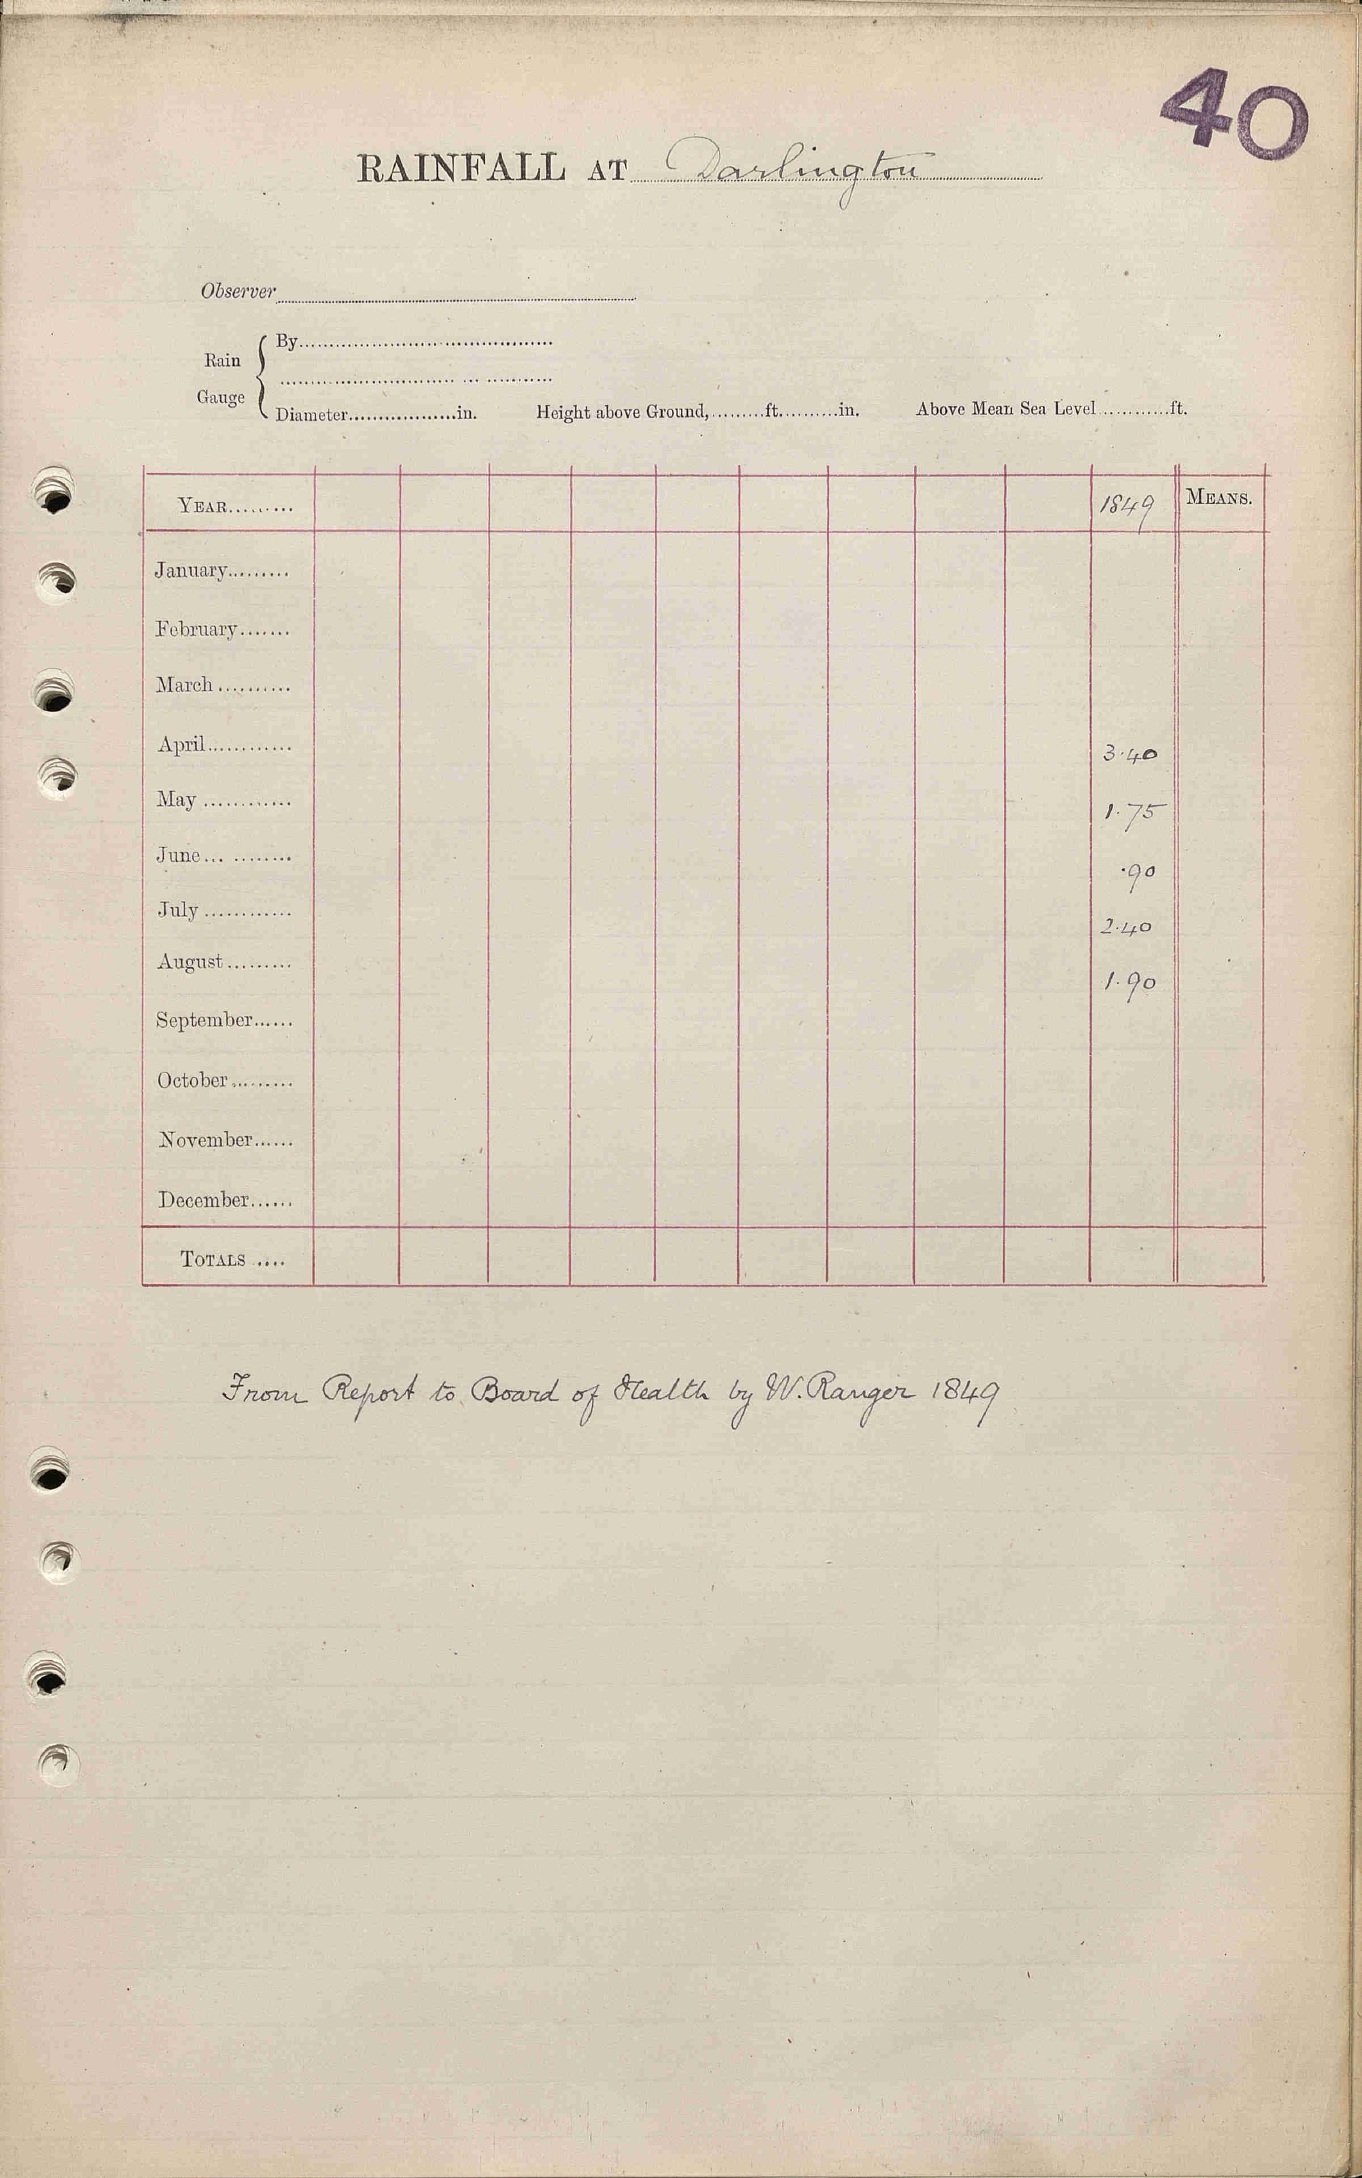 40
RAINFALL AT Darlington
Observer
Rain Gauge
By
Diameter in. Height above Ground, ft. in. Above Mean Sea Level ft.
YEAR 1849 MEANS.
January
February
March
April 3.40
May 1.75
June .90
July 2.40
August 1.90
September
October
November
December
TOTALS
From Report to Board of Health by W. Ranger 1849